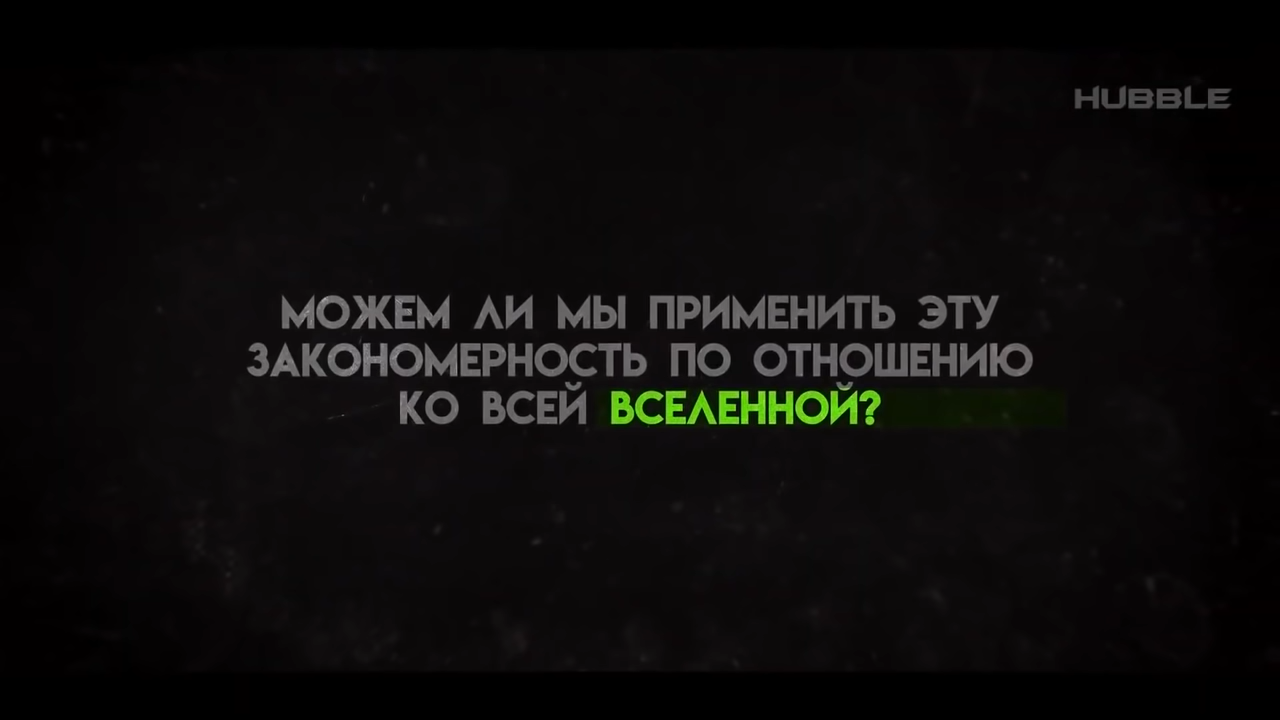 HUBBLE
МОЖЕМ ЛИ МЫ ПРИМЕНИТЬ ЭТУ
ЗАКОНОМЕРНОСТЬ ПО ОТНОШЕНИЮ
КО ВСЕЙ ВСЕЛЕННОЙ?